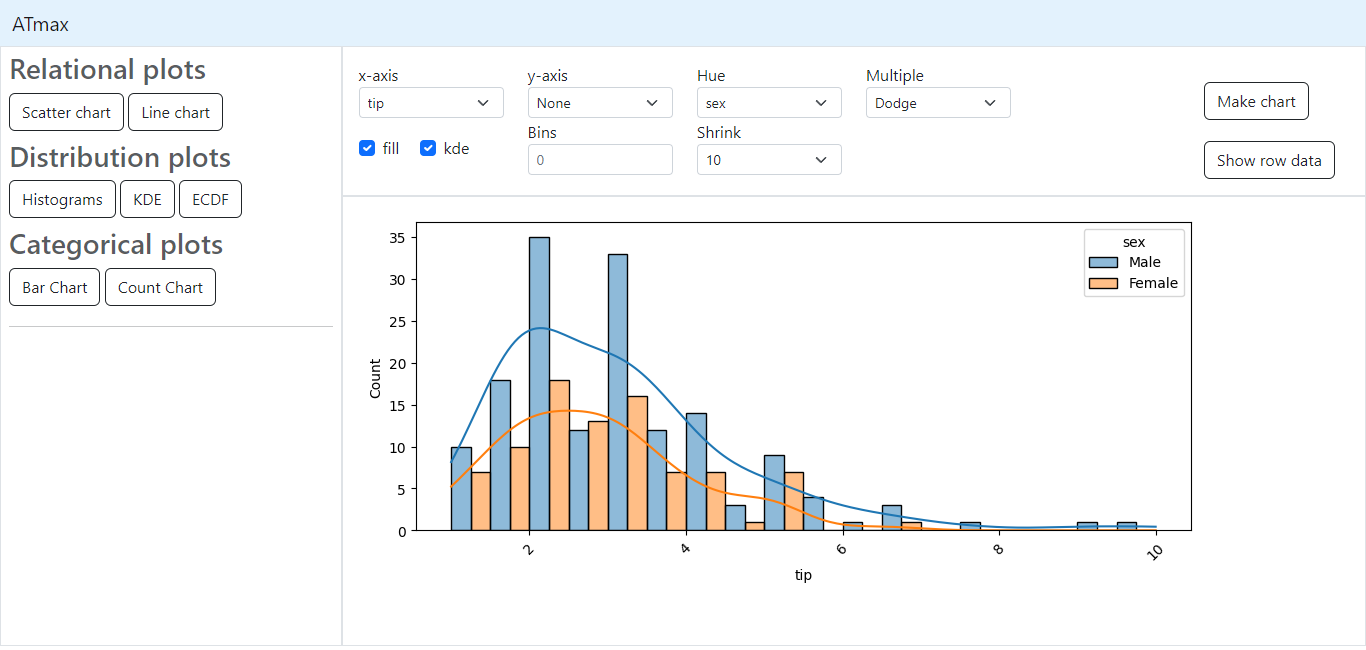 ATmax
Relational plots
Scatter chart Line chart
Distribution plots
Histograms KDE ECDF
Categorical plots
Bar Chart Count Chart
x-axis y-axis Hue Multiple
tip None sex Dodge
Make chart
Bins Shrink
fill kde 0 10
Show row data
35
30
25
20
15
10
5
0
Count
sex
Male
Female
2 4 6 8 10
tip